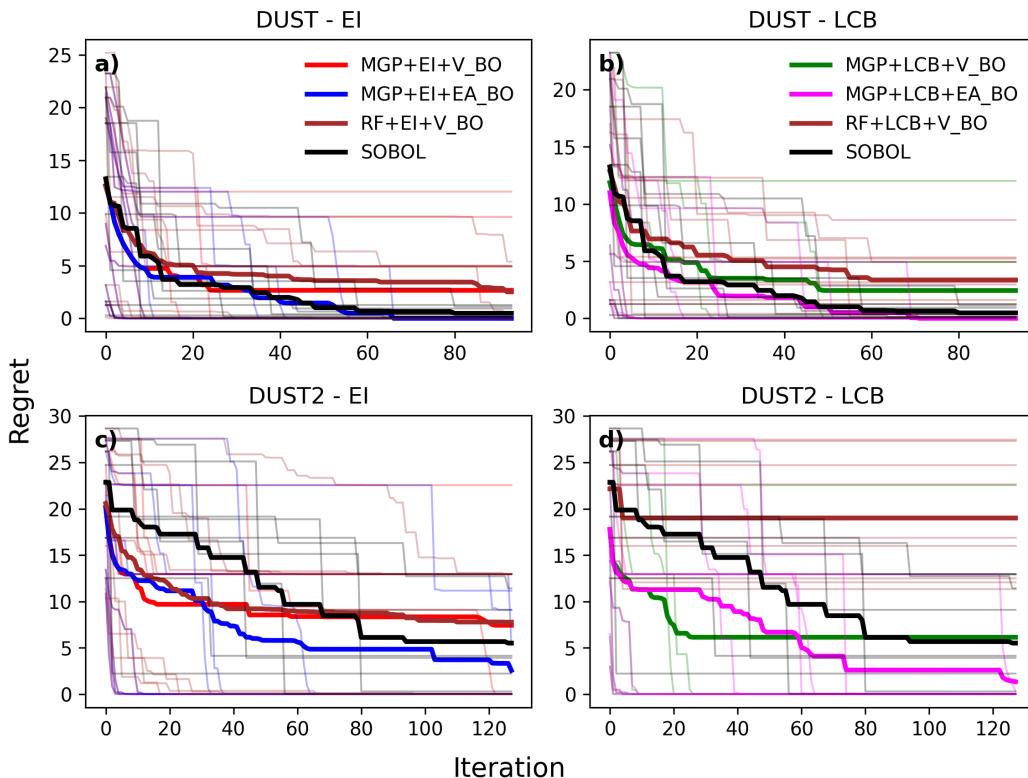 DUST - EI
DUST - LCB
a)
MGP+EI+V_BO
MGP+EI+EA_BO
RF+EI+V_BO
SOBOL
b)
MGP+LCB+V_BO
MGP+LCB+EA_BO
RF+LCB+V_BO
SOBOL
25
20
15
10
5
0
20
15
10
5
0
0 20 40 60 80
0 20 40 60 80
Regret
DUST2 - EI
DUST2 - LCB
c)
d)
30
25
20
15
10
5
0
30
25
20
15
10
5
0
0 20 40 60 80 100 120
0 20 40 60 80 100 120
Iteration